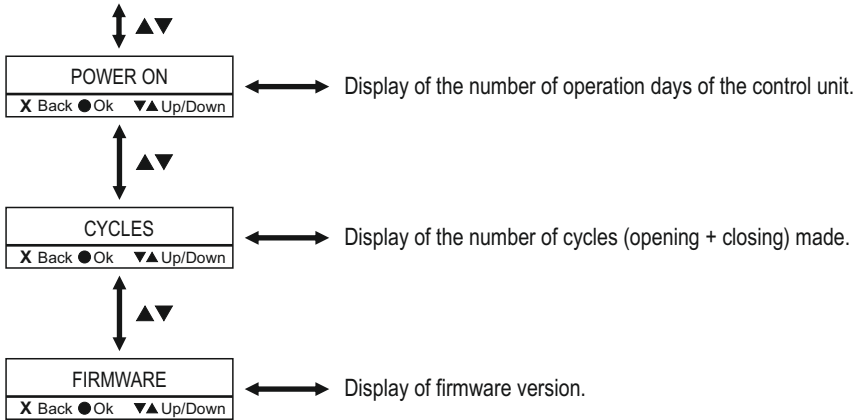 ▲▼
POWER ON
X Back ●Ok ▼▲Up/Down
Display of the number of operation days of the control unit.
▲▼
CYCLES
X Back ●Ok ▼▲Up/Down
Display of the number of cycles (opening + closing) made.
▲▼
FIRMWARE
X Back ●Ok ▼▲Up/Down
Display of firmware version.